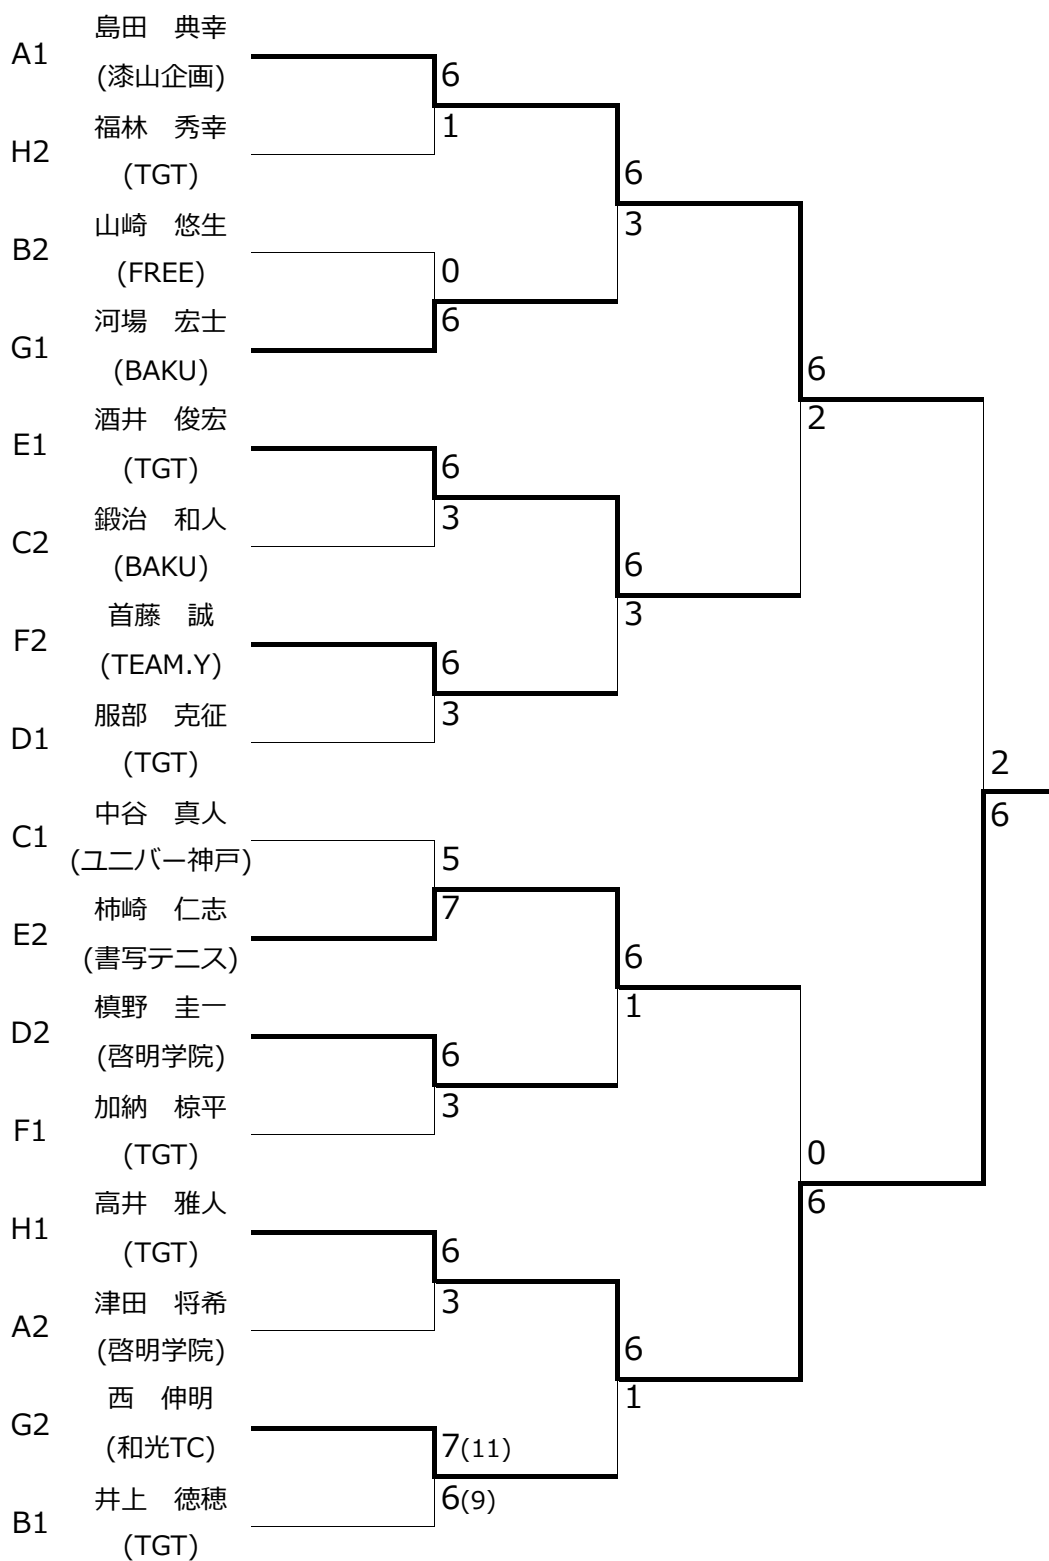 島田　典幸
A1
(漆山企画)
6
福林　秀幸
1
H2
(TGT)
6
山崎　悠生
3
B2
(FREE)
0
河場　宏士
6
G1
(BAKU)
6
酒井　俊宏
2
E1
(TGT)
6
鍛治　和人
3
C2
(BAKU)
6
首藤　誠
3
F2
(TEAM.Y)
6
服部　克征
3
D1
(TGT)
2
中谷　真人
6
C1
(ユニバー神戸)
5
柿崎　仁志
7
E2
(書写テニス)
6
槙野　圭一
1
D2
(啓明学院)
6
加納　椋平
3
F1
(TGT)
0
高井　雅人
6
H1
(TGT)
6
津田　将希
3
A2
(啓明学院)
6
西　伸明
1
G2
(和光TC)
7(11)
井上　徳穂
6(9)
B1
(TGT)